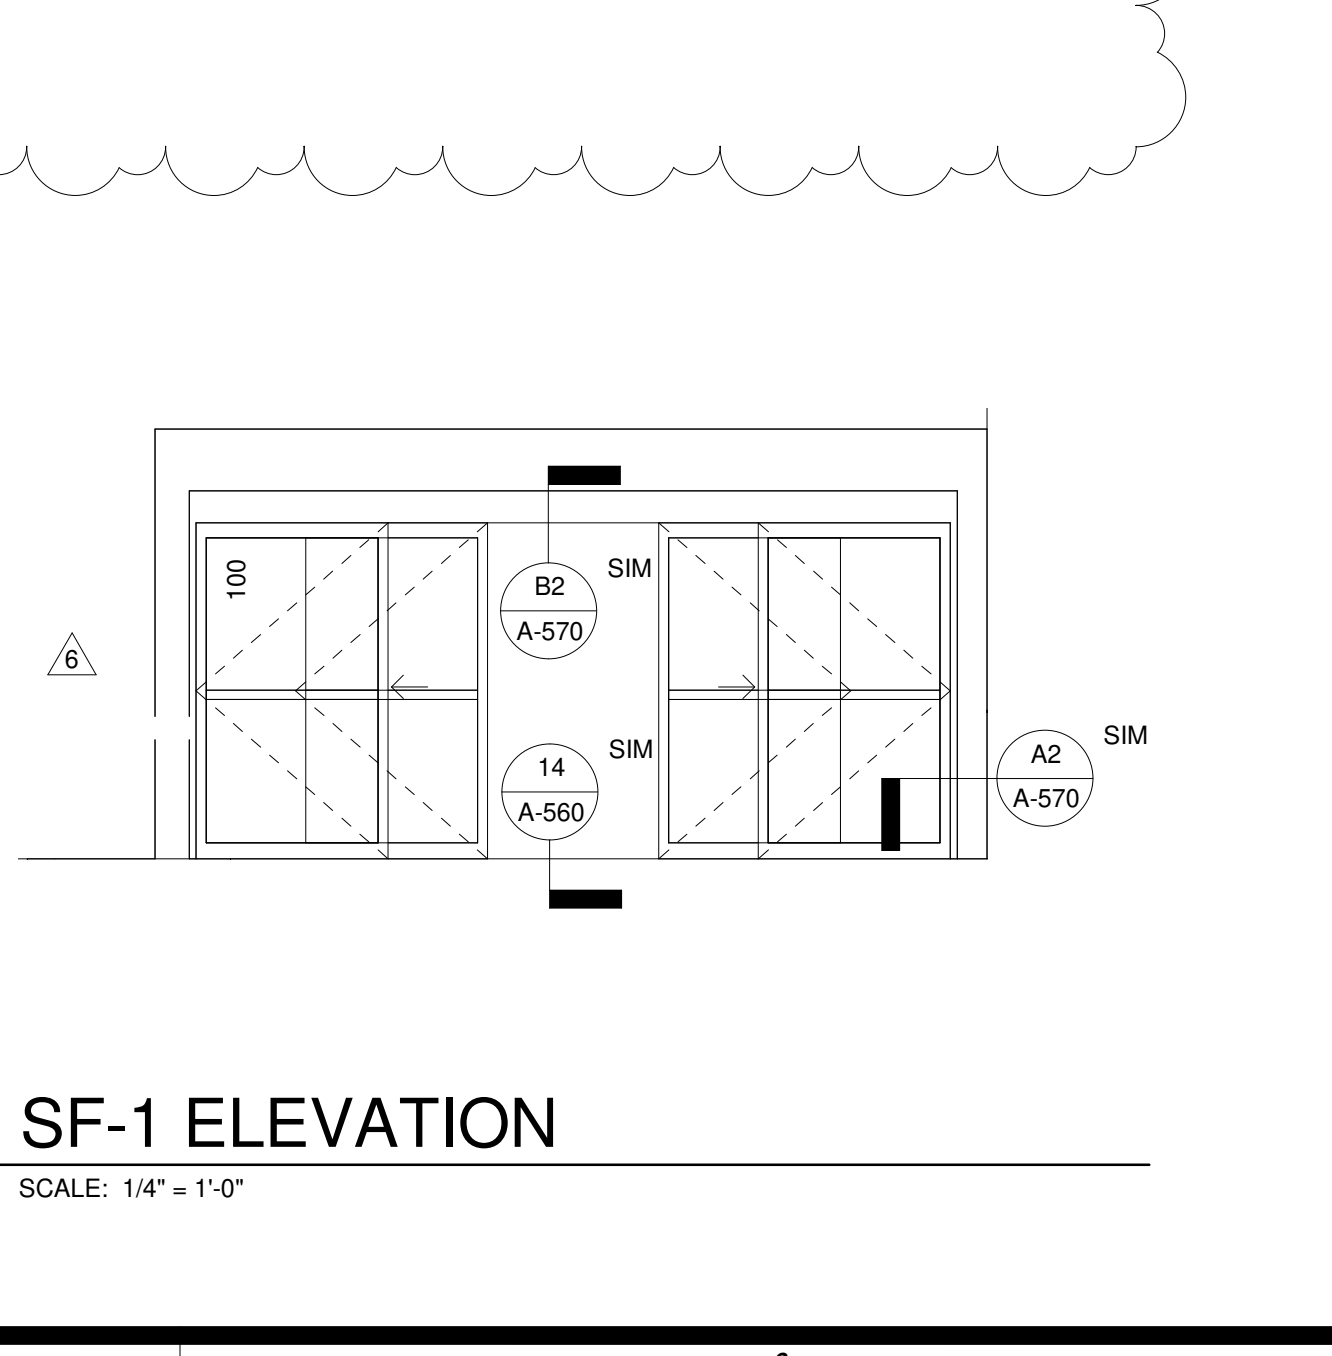 100
B2
A-570
SIM
6
14
A-560
SIM
A2
A-570
SIM
SF-1 ELEVATION
SCALE: 1/4" = 1'-0"